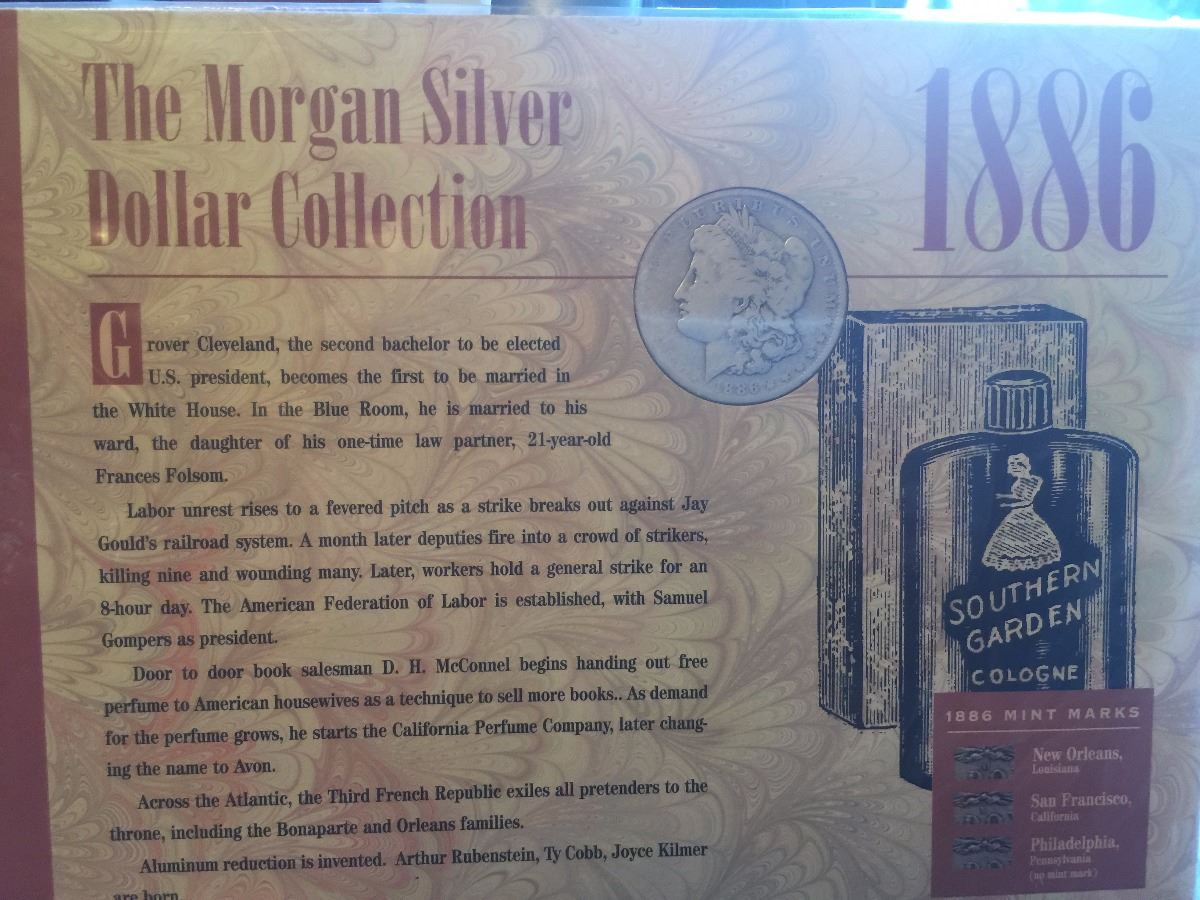 The Morgan Silver
Dollar Collection
1886
E PLURIBUS UNUM
1886
Grover Cleveland, the second bachelor to be elected
U.S. president, becomes the first to be married in
the White House. In the Blue Room, he is married to his
ward, the daughter of his one-time law partner, 21-year-old
Frances Folsom.
Labor unrest rises to a fevered pitch as a strike breaks out against Jay
Gould's railroad system. A month later deputies fire into a crowd of strikers,
killing nine and wounding many. Later, workers hold a general strike for an
8-hour day. The American Federation of Labor is established, with Samuel
Gompers as president.
Door to door book salesman D. H. McConnel begins handing out free
perfume to American housewives as a technique to sell more books.. As demand
for the perfume grows, he starts the California Perfume Company, later chang-
ing the name to Avon.
Across the Atlantic, the Third French Republic exiles all pretenders to the
throne, including the Bonaparte and Orleans families.
Aluminum reduction is invented. Arthur Rubenstein, Ty Cobb, Joyce Kilmer
are born
SOUTHERN
GARDEN
COLOGNE
1886 MINT MARKS
New Orleans,
Louisiana
San Francisco,
California
Philadelphia,
Pennsylvania
(no mint mark)